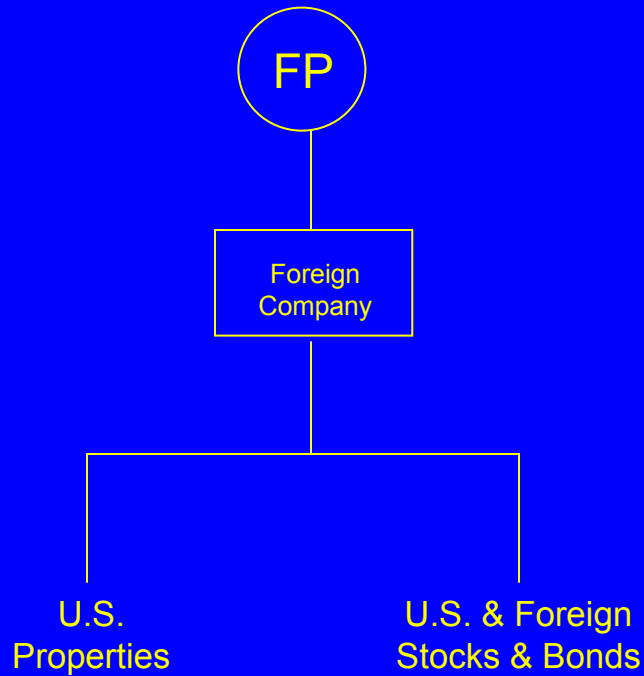 FP
Foreign
Company
U.S.
Properties
U.S. & Foreign
Stocks & Bonds